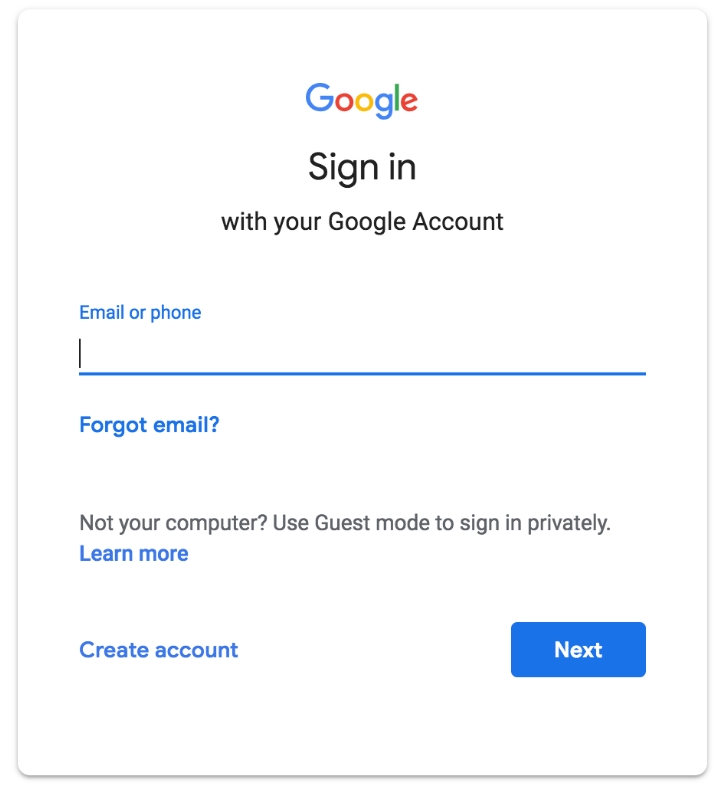 Google
Sign in
with your Google Account
Email or phone
Forgot email?
Not your computer? Use Guest mode to sign in privately.
Learn more
Create account
Next